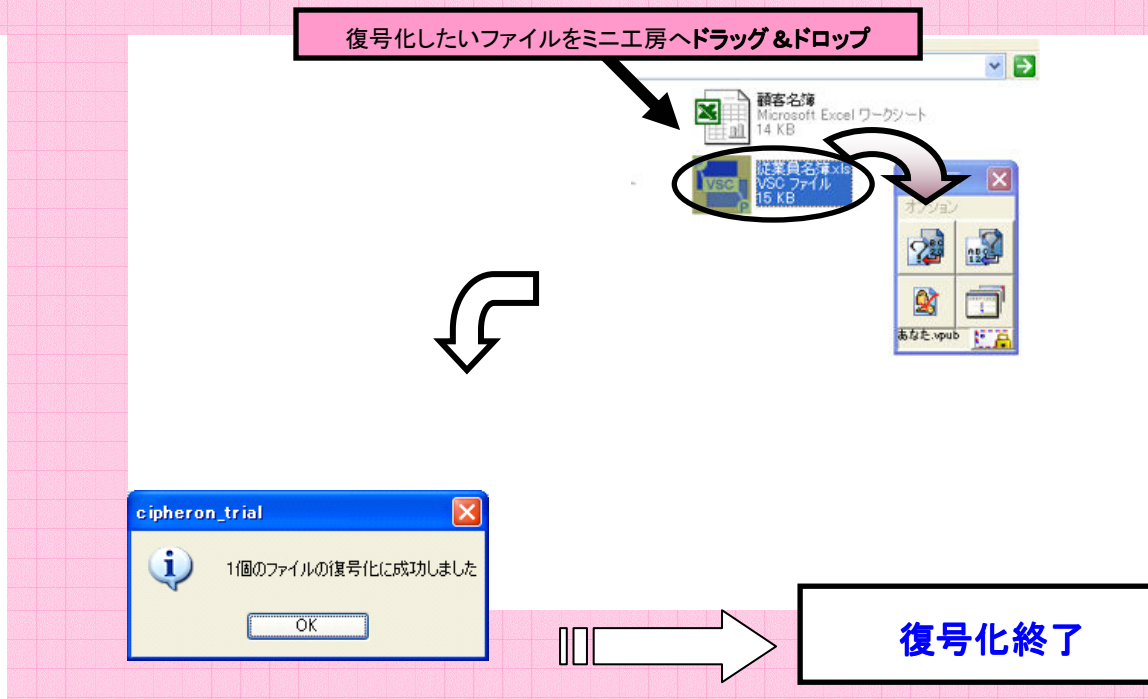 復号化したいファイルをミニ工房へドラッグ&ドロップ
顧客名簿
Microsoft Excel ワークシート
14 KB
VSC
P
従業員名簿.xls
VSC ファイル
15 KB
オプション
あなた.vpub
cipheron_trial
1個のファイルの復号化に成功しました
OK
復号化終了